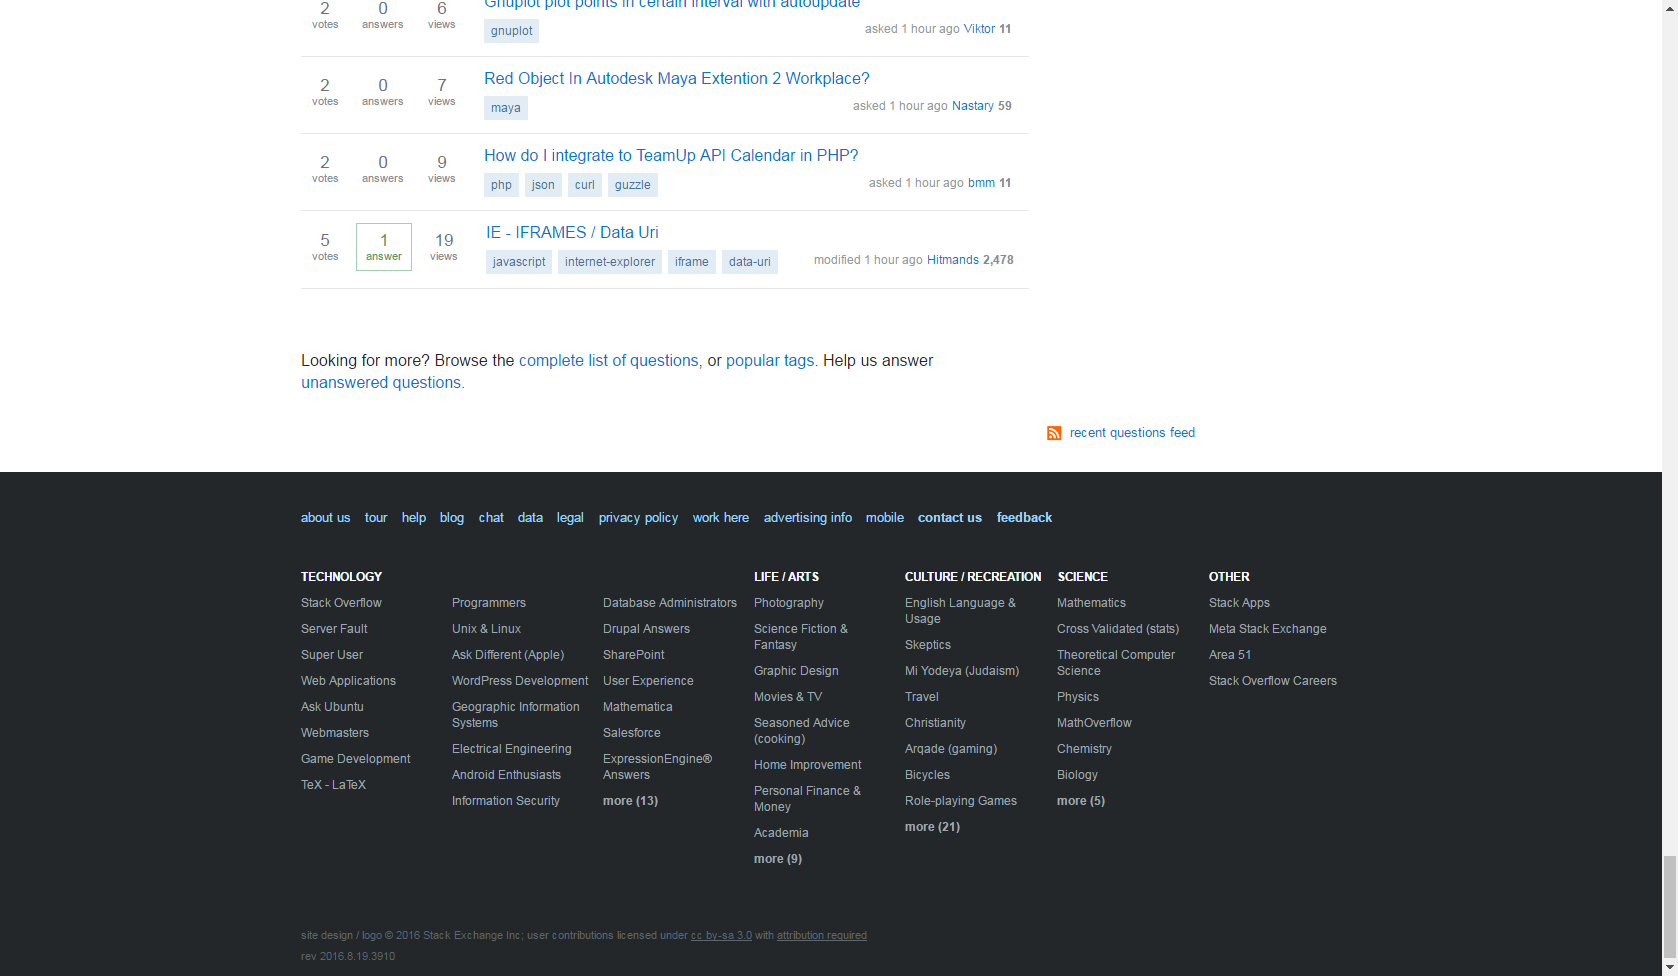 2 0 6 Gnuplot plot points in certain interval with autoupdate
votes answers views
gnuplot asked 1 hour ago Viktor 11
2 0 7 Red Object In Autodesk Maya Extention 2 Workplace?
votes answers views
maya asked 1 hour ago Nastary 59
2 0 9 How do I integrate to TeamUp API Calendar in PHP?
votes answers views
php json curl guzzle asked 1 hour ago bmm 11
5 1 19 IE - IFRAMES / Data Uri
votes answer views
javascript internet-explorer iframe data-uri modified 1 hour ago Hitmands 2,478
Looking for more? Browse the complete list of questions, or popular tags. Help us answer
unanswered questions.
recent questions feed
about us tour help blog chat data legal privacy policy work here advertising info mobile contact us feedback
TECHNOLOGY
Stack Overflow
Server Fault
Super User
Web Applications
Ask Ubuntu
Webmasters
Game Development
TeX - LaTeX
Programmers
Unix & Linux
Ask Different (Apple)
WordPress Development
Geographic Information
Systems
Electrical Engineering
Android Enthusiasts
Information Security
Database Administrators
Drupal Answers
SharePoint
User Experience
Mathematica
Salesforce
ExpressionEngine®
Answers
more (13)
LIFE / ARTS
Photography
Science Fiction &
Fantasy
Graphic Design
Movies & TV
Seasoned Advice
(cooking)
Home Improvement
Personal Finance &
Money
Academia
more (9)
CULTURE / RECREATION
English Language &
Usage
Skeptics
Mi Yodeya (Judaism)
Travel
Christianity
Arqade (gaming)
Bicycles
Role-playing Games
more (21)
SCIENCE
Mathematics
Cross Validated (stats)
Theoretical Computer
Science
Physics
MathOverflow
Chemistry
Biology
more (5)
OTHER
Stack Apps
Meta Stack Exchange
Area 51
Stack Overflow Careers
site design / logo © 2016 Stack Exchange Inc; user contributions licensed under cc by-sa 3.0 with attribution required
rev 2016.8.19.3910